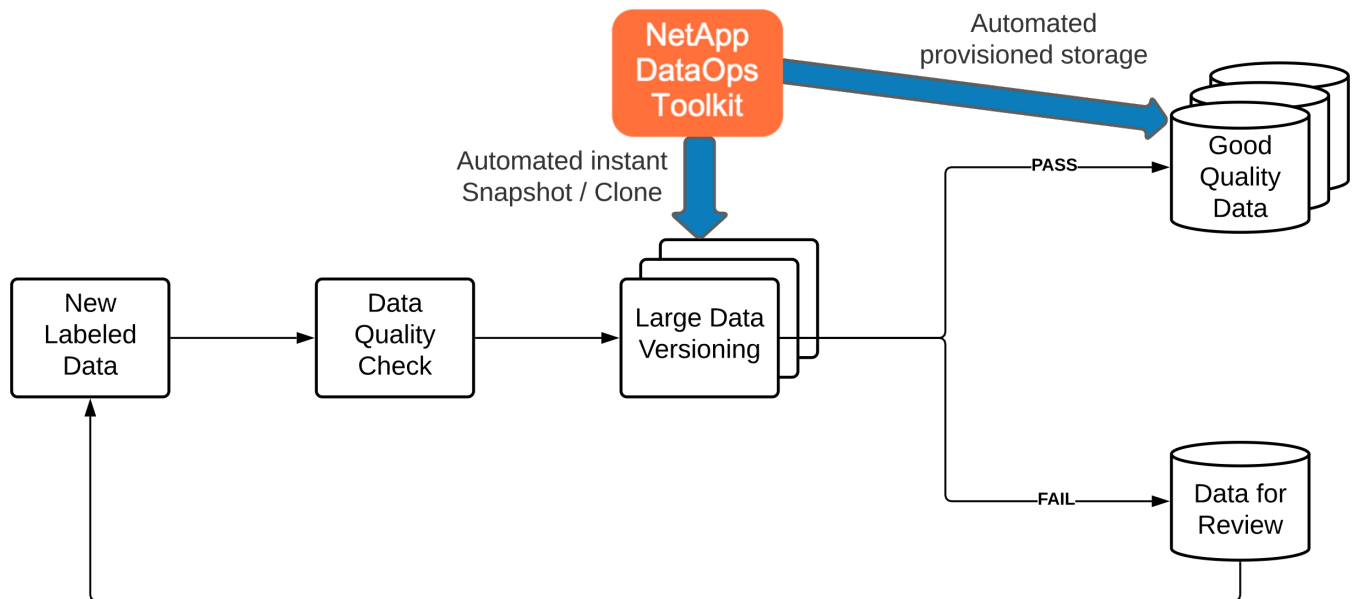 NetApp
DataOps
Toolkit
Automated
provisioned storage
Automated instant
Snapshot / Clone
PASS
Good
Quality
Data
New
Labeled
Data
Data
Quality
Check
Large Data
Versioning
FAIL
Data for
Review